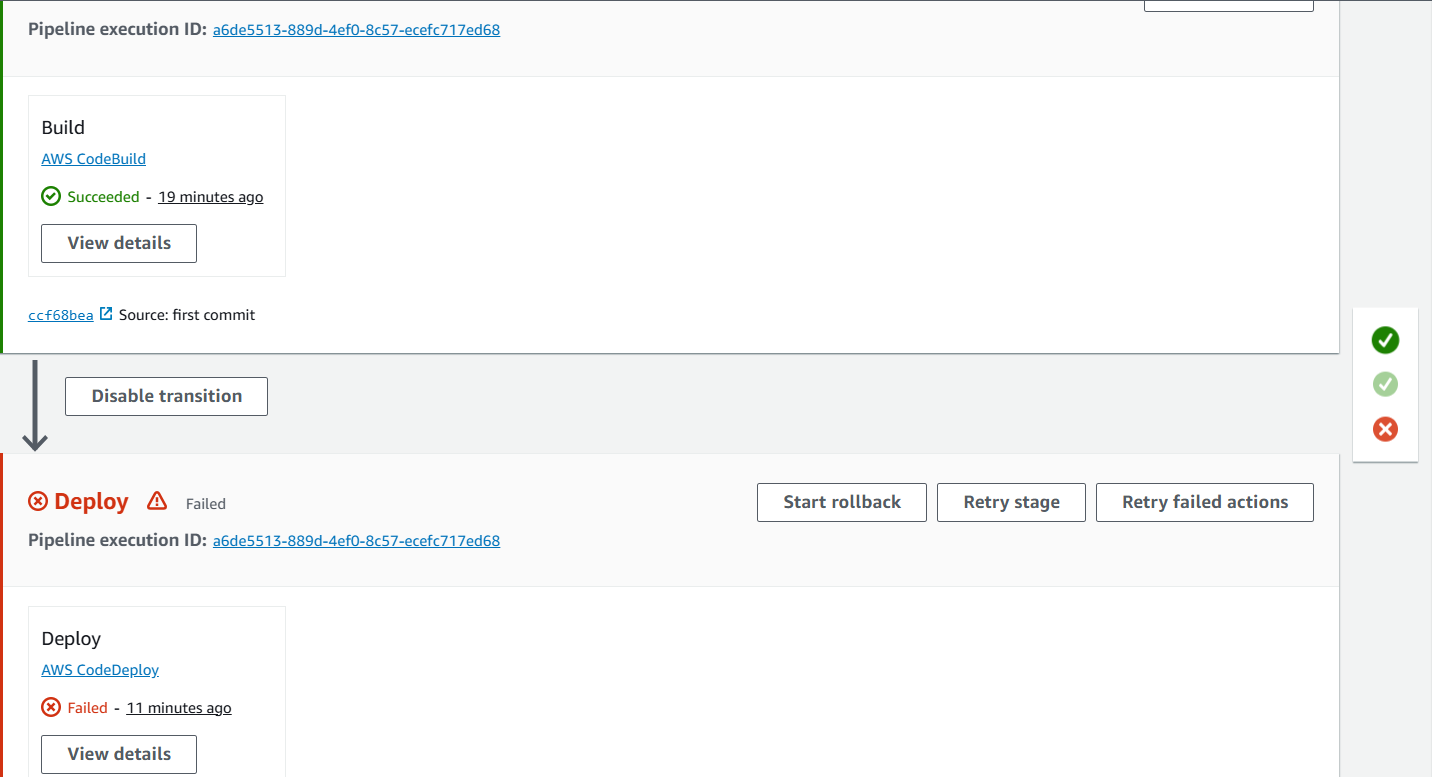 Pipeline execution ID: a6de5513-889d-4ef0-8c57-ecefc717ed68
Build
AWS CodeBuild
Succeeded - 19 minutes ago
View details
ccf68bea Source: first commit
Disable transition
Deploy Failed Start rollback Retry stage Retry failed actions
Pipeline execution ID: a6de5513-889d-4ef0-8c57-ecefc717ed68
Deploy
AWS CodeDeploy
Failed - 11 minutes ago
View details